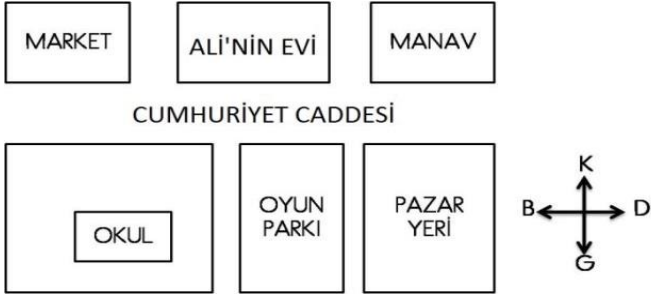 MARKET
ALİ'NİN EVİ
MANAV
CUMHURİYET CADDESİ
OKUL
OYUN
PARKI
PAZAR
YERİ
K
B
D
G